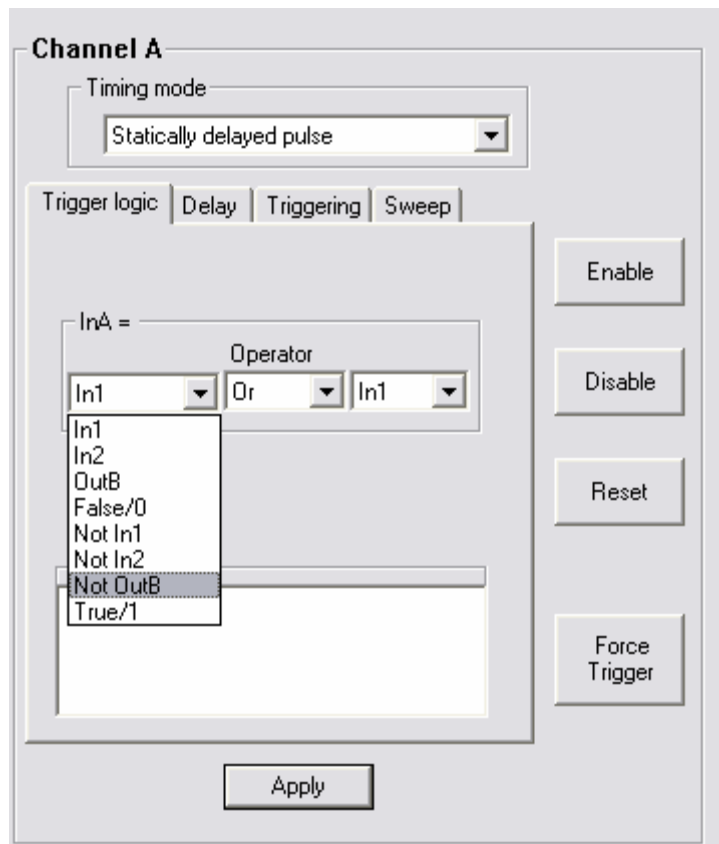 Channel A
Timing mode
Statically delayed pulse
Trigger logic Delay Triggering Sweep
Enable
InA =
Operator
In1 Or In1
Disable
In1
In2
OutB
False/0
Not In1
Not In2
Not OutB
True/1
Reset
Force
Trigger
Apply